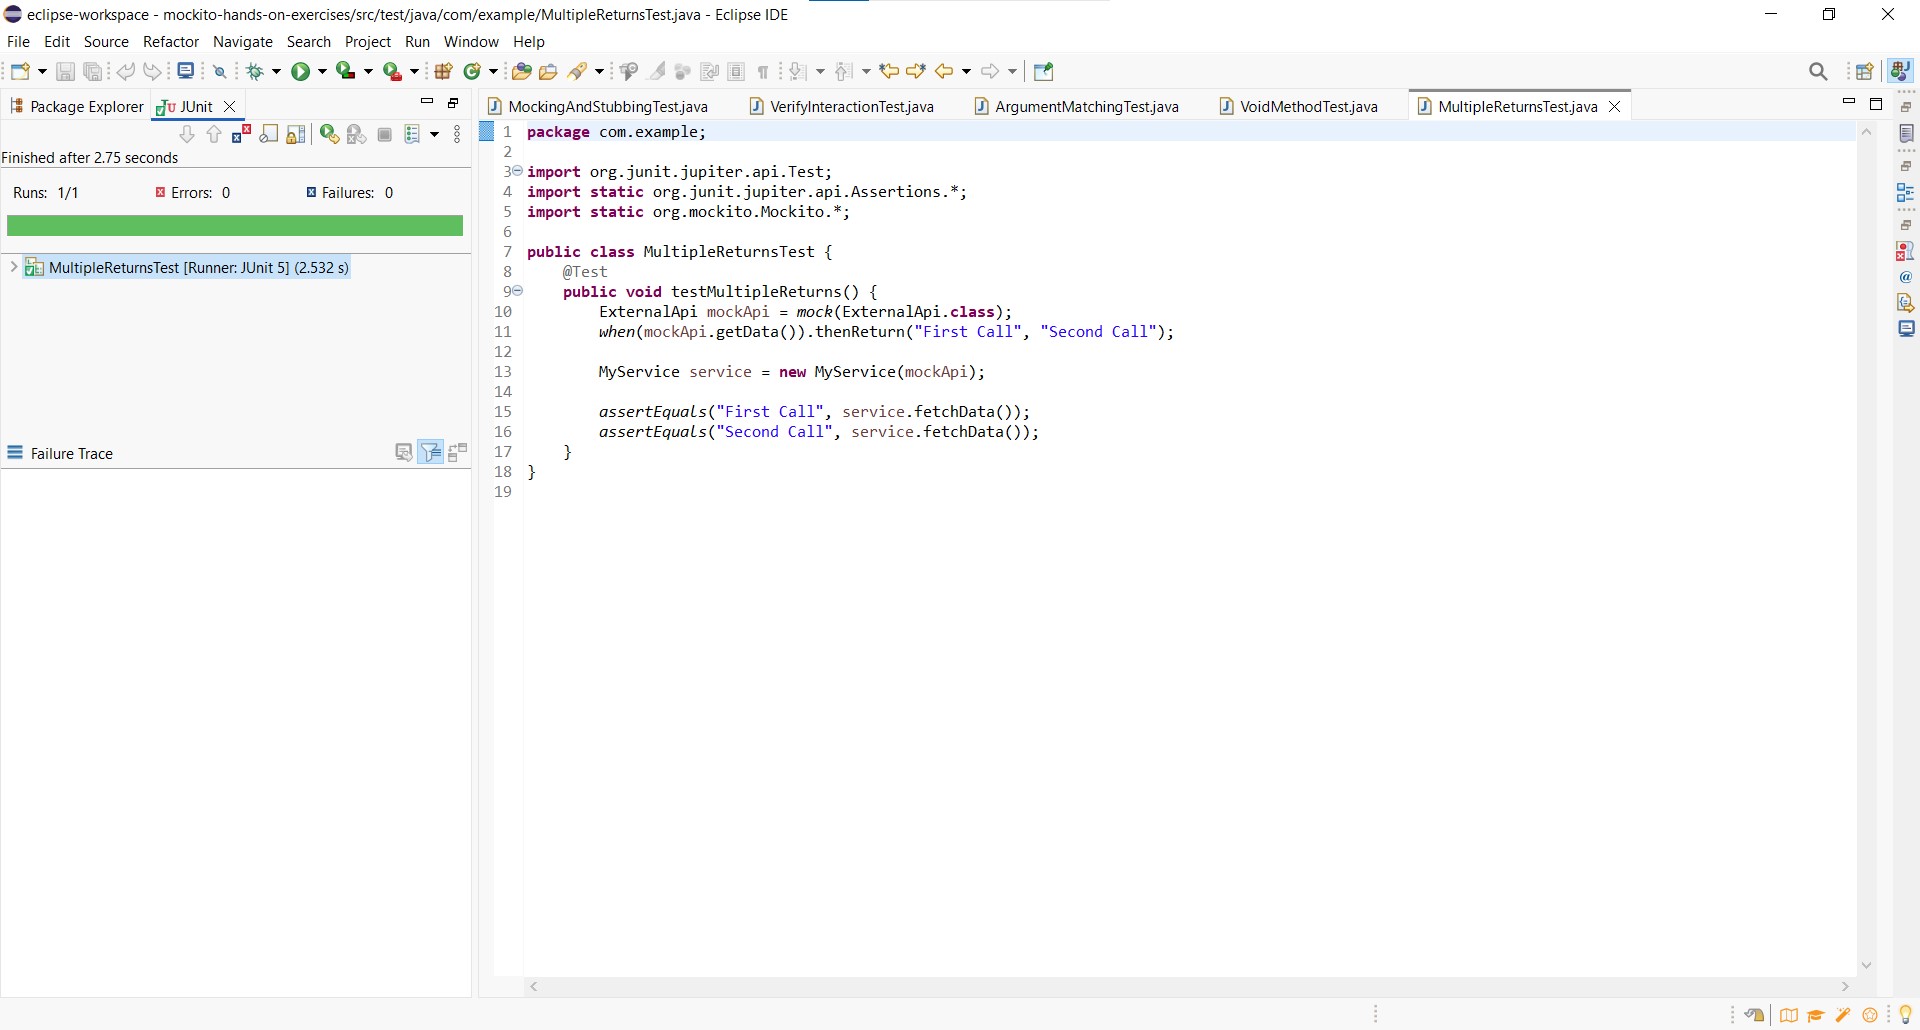 eclipse-workspace - mockito-hands-on-exercises/src/test/java/com/example/MultipleReturnsTest.java - Eclipse IDE
File Edit Source Refactor Navigate Search Project Run Window Help
Package Explorer JUnit
Finished after 2.75 seconds
Runs: 1/1 Errors: 0 Failures: 0
MultipleReturnsTest [Runner: JUnit 5] (2.532 s)
Failure Trace
MockingAndStubbingTest.java VerifyInteractionTest.java ArgumentMatchingTest.java VoidMethodTest.java MultipleReturnsTest.java
1 package com.example;
2
3 import org.junit.jupiter.api.Test;
4 import static org.junit.jupiter.api.Assertions.*;
5 import static org.mockito.Mockito.*;
6
7 public class MultipleReturnsTest {
8     @Test
9     public void testMultipleReturns() {
10         ExternalApi mockApi = mock(ExternalApi.class);
11         when(mockApi.getData()).thenReturn("First Call", "Second Call");
12
13         MyService service = new MyService(mockApi);
14
15         assertEquals("First Call", service.fetchData());
16         assertEquals("Second Call", service.fetchData());
17     }
18 }
19